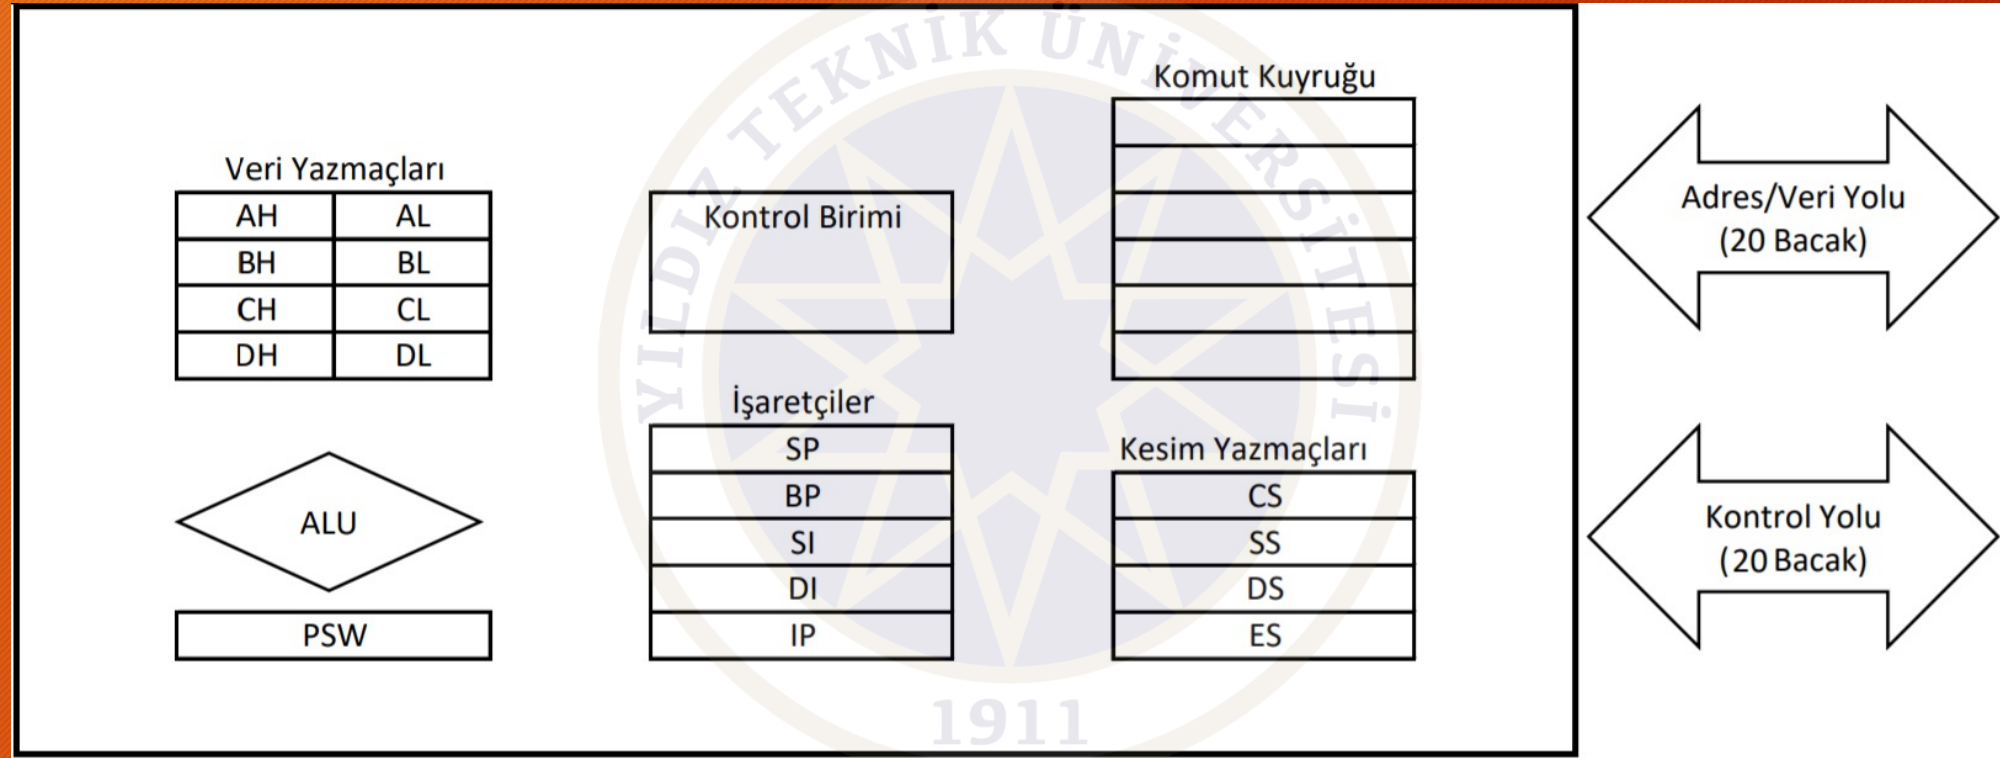 YILDIZ TEKNİK ÜNİVERSİTESİ
1911
Veri Yazmaçları
AH AL
BH BL
CH CL
DH DL
ALU
PSW
Kontrol Birimi
İşaretçiler
SP
BP
SI
DI
IP
Komut Kuyruğu
Kesim Yazmaçları
CS
SS
DS
ES
Adres/Veri Yolu
(20 Bacak)
Kontrol Yolu
(20 Bacak)